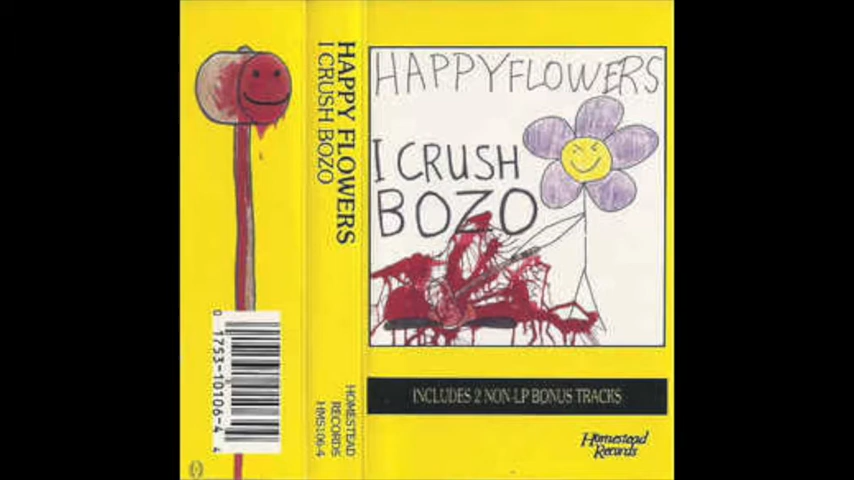 HAPPY FLOWERS
I CRUSH BOZO
HOMESTEAD
RECORDS
HMS106-4
0 1753-10106-4 4
HAPPYFLOWERS
I CRUSH
BOZO
INCLUDES 2 NON-LP BONUS TRACKS
Homestead
Records